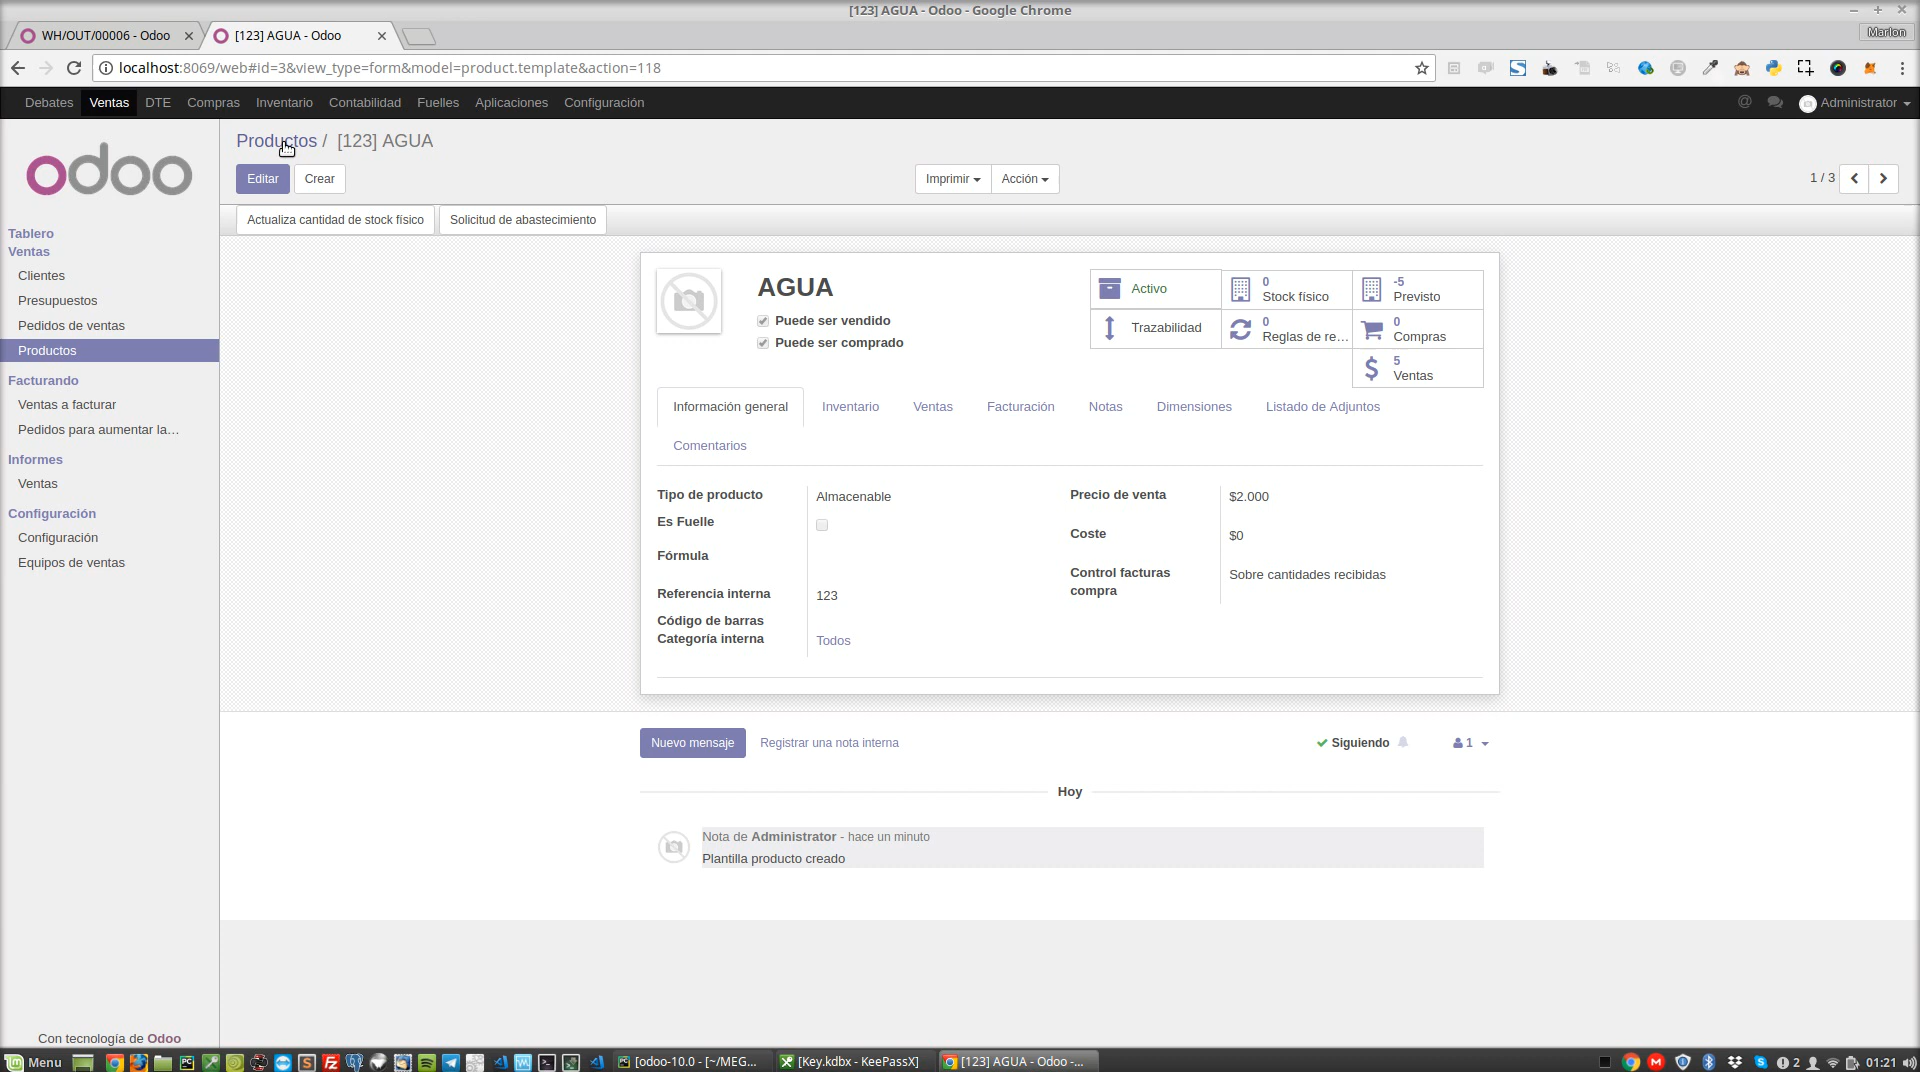 [123] AGUA - Odoo - Google Chrome
WH/OUT/00006 - Odoo
[123] AGUA - Odoo
Marlon
localhost:8069/web#id=3&view_type=form&model=product.template&action=118
Debates Ventas DTE Compras Inventario Contabilidad Fuelles Aplicaciones Configuración
@ Administrator
odoo
Productos / [123] AGUA
Editar Crear
Imprimir Acción
1 / 3
Actualiza cantidad de stock físico Solicitud de abastecimiento
Tablero
Ventas
Clientes
Presupuestos
Pedidos de ventas
Productos
Facturando
Ventas a facturar
Pedidos para aumentar la…
Informes
Ventas
Configuración
Configuración
Equipos de ventas
Con tecnología de Odoo
AGUA
Puede ser vendido
Puede ser comprado
Activo
0
Stock físico
-5
Previsto
Trazabilidad
0
Reglas de re…
0
Compras
5
Ventas
Información general Inventario Ventas Facturación Notas Dimensiones Listado de Adjuntos
Comentarios
Tipo de producto Almacenable
Es Fuelle
Fórmula
Referencia interna 123
Código de barras
Categoría interna Todos
Precio de venta $2.000
Coste $0
Control facturas compra Sobre cantidades recibidas
Nuevo mensaje Registrar una nota interna
Siguiendo 1
Hoy
Nota de Administrator - hace un minuto
Plantilla producto creado
Menu
[odoo-10.0 - [~/MEG...
[Key.kdbx - KeePassX]
[123] AGUA - Odoo -...
2
01:21